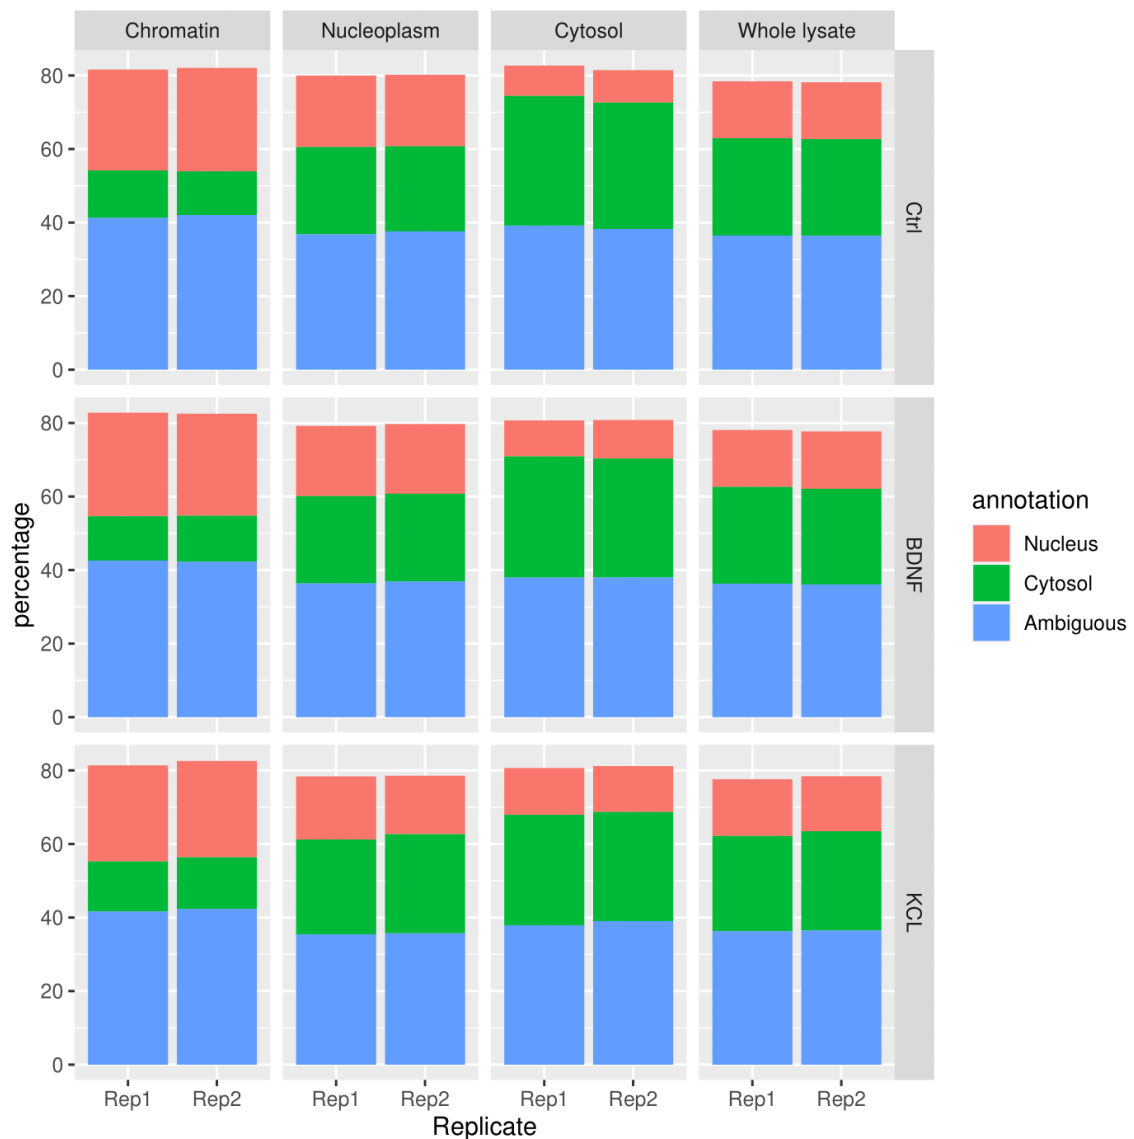 Chromatin Nucleoplasm Cytosol Whole lysate
80
60
40
20
0
Ctrl
80
60
40
20
0
BDNF
80
60
40
20
0
KCL
percentage
Rep1 Rep2 Rep1 Rep2 Rep1 Rep2 Rep1 Rep2
Replicate
annotation
Nucleus
Cytosol
Ambiguous